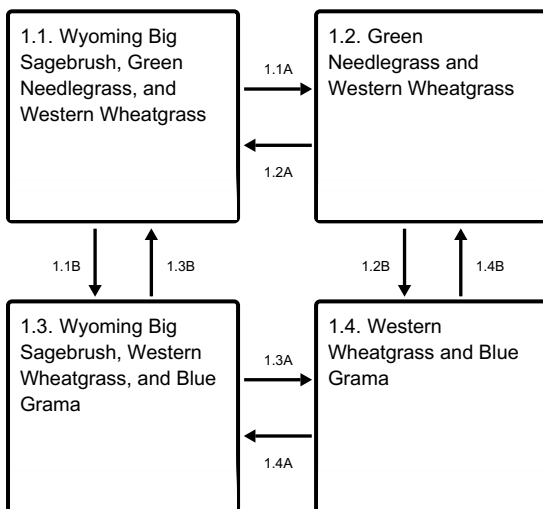 1.1. Wyoming Big
Sagebrush, Green
Needlegrass, and
Western Wheatgrass
1.1A
1.2A
1.2. Green
Needlegrass and
Western Wheatgrass
1.1B
1.3B
1.2B
1.4B
1.3. Wyoming Big
Sagebrush, Western
Wheatgrass, and Blue
Grama
1.3A
1.4A
1.4. Western
Wheatgrass and Blue
Grama